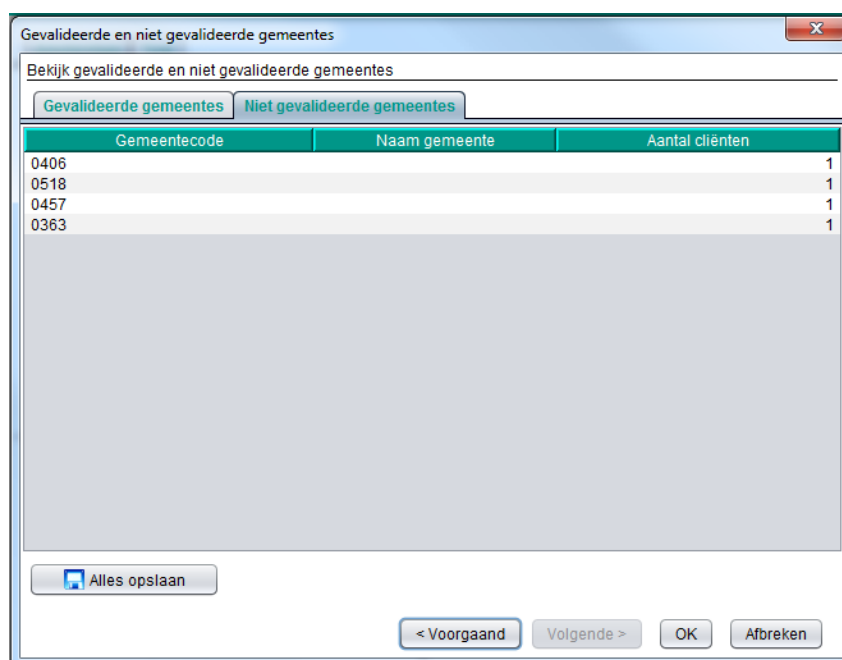 Gevalideerde en niet gevalideerde gemeentes
Bekijk gevalideerde en niet gevalideerde gemeentes
Gevalideerde gemeentes Niet gevalideerde gemeentes
Gemeentecode Naam gemeente Aantal cliënten
0406 1
0518 1
0457 1
0363 1
Alles opslaan
< Voorgaand Volgende > OK Afbreken